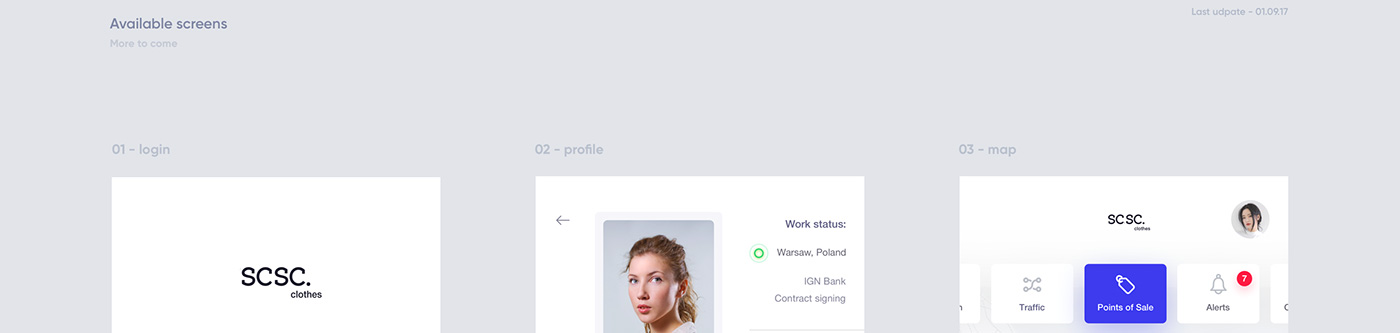 Available screens
Last udpate - 01.09.17
More to come
01 - login
02 - profile
03 - map
SCSC.
clothes
Work status:
Warsaw, Poland
IGN Bank
Contract signing
SCSC.
clothes
Traffic
Points of Sale
Alerts
7